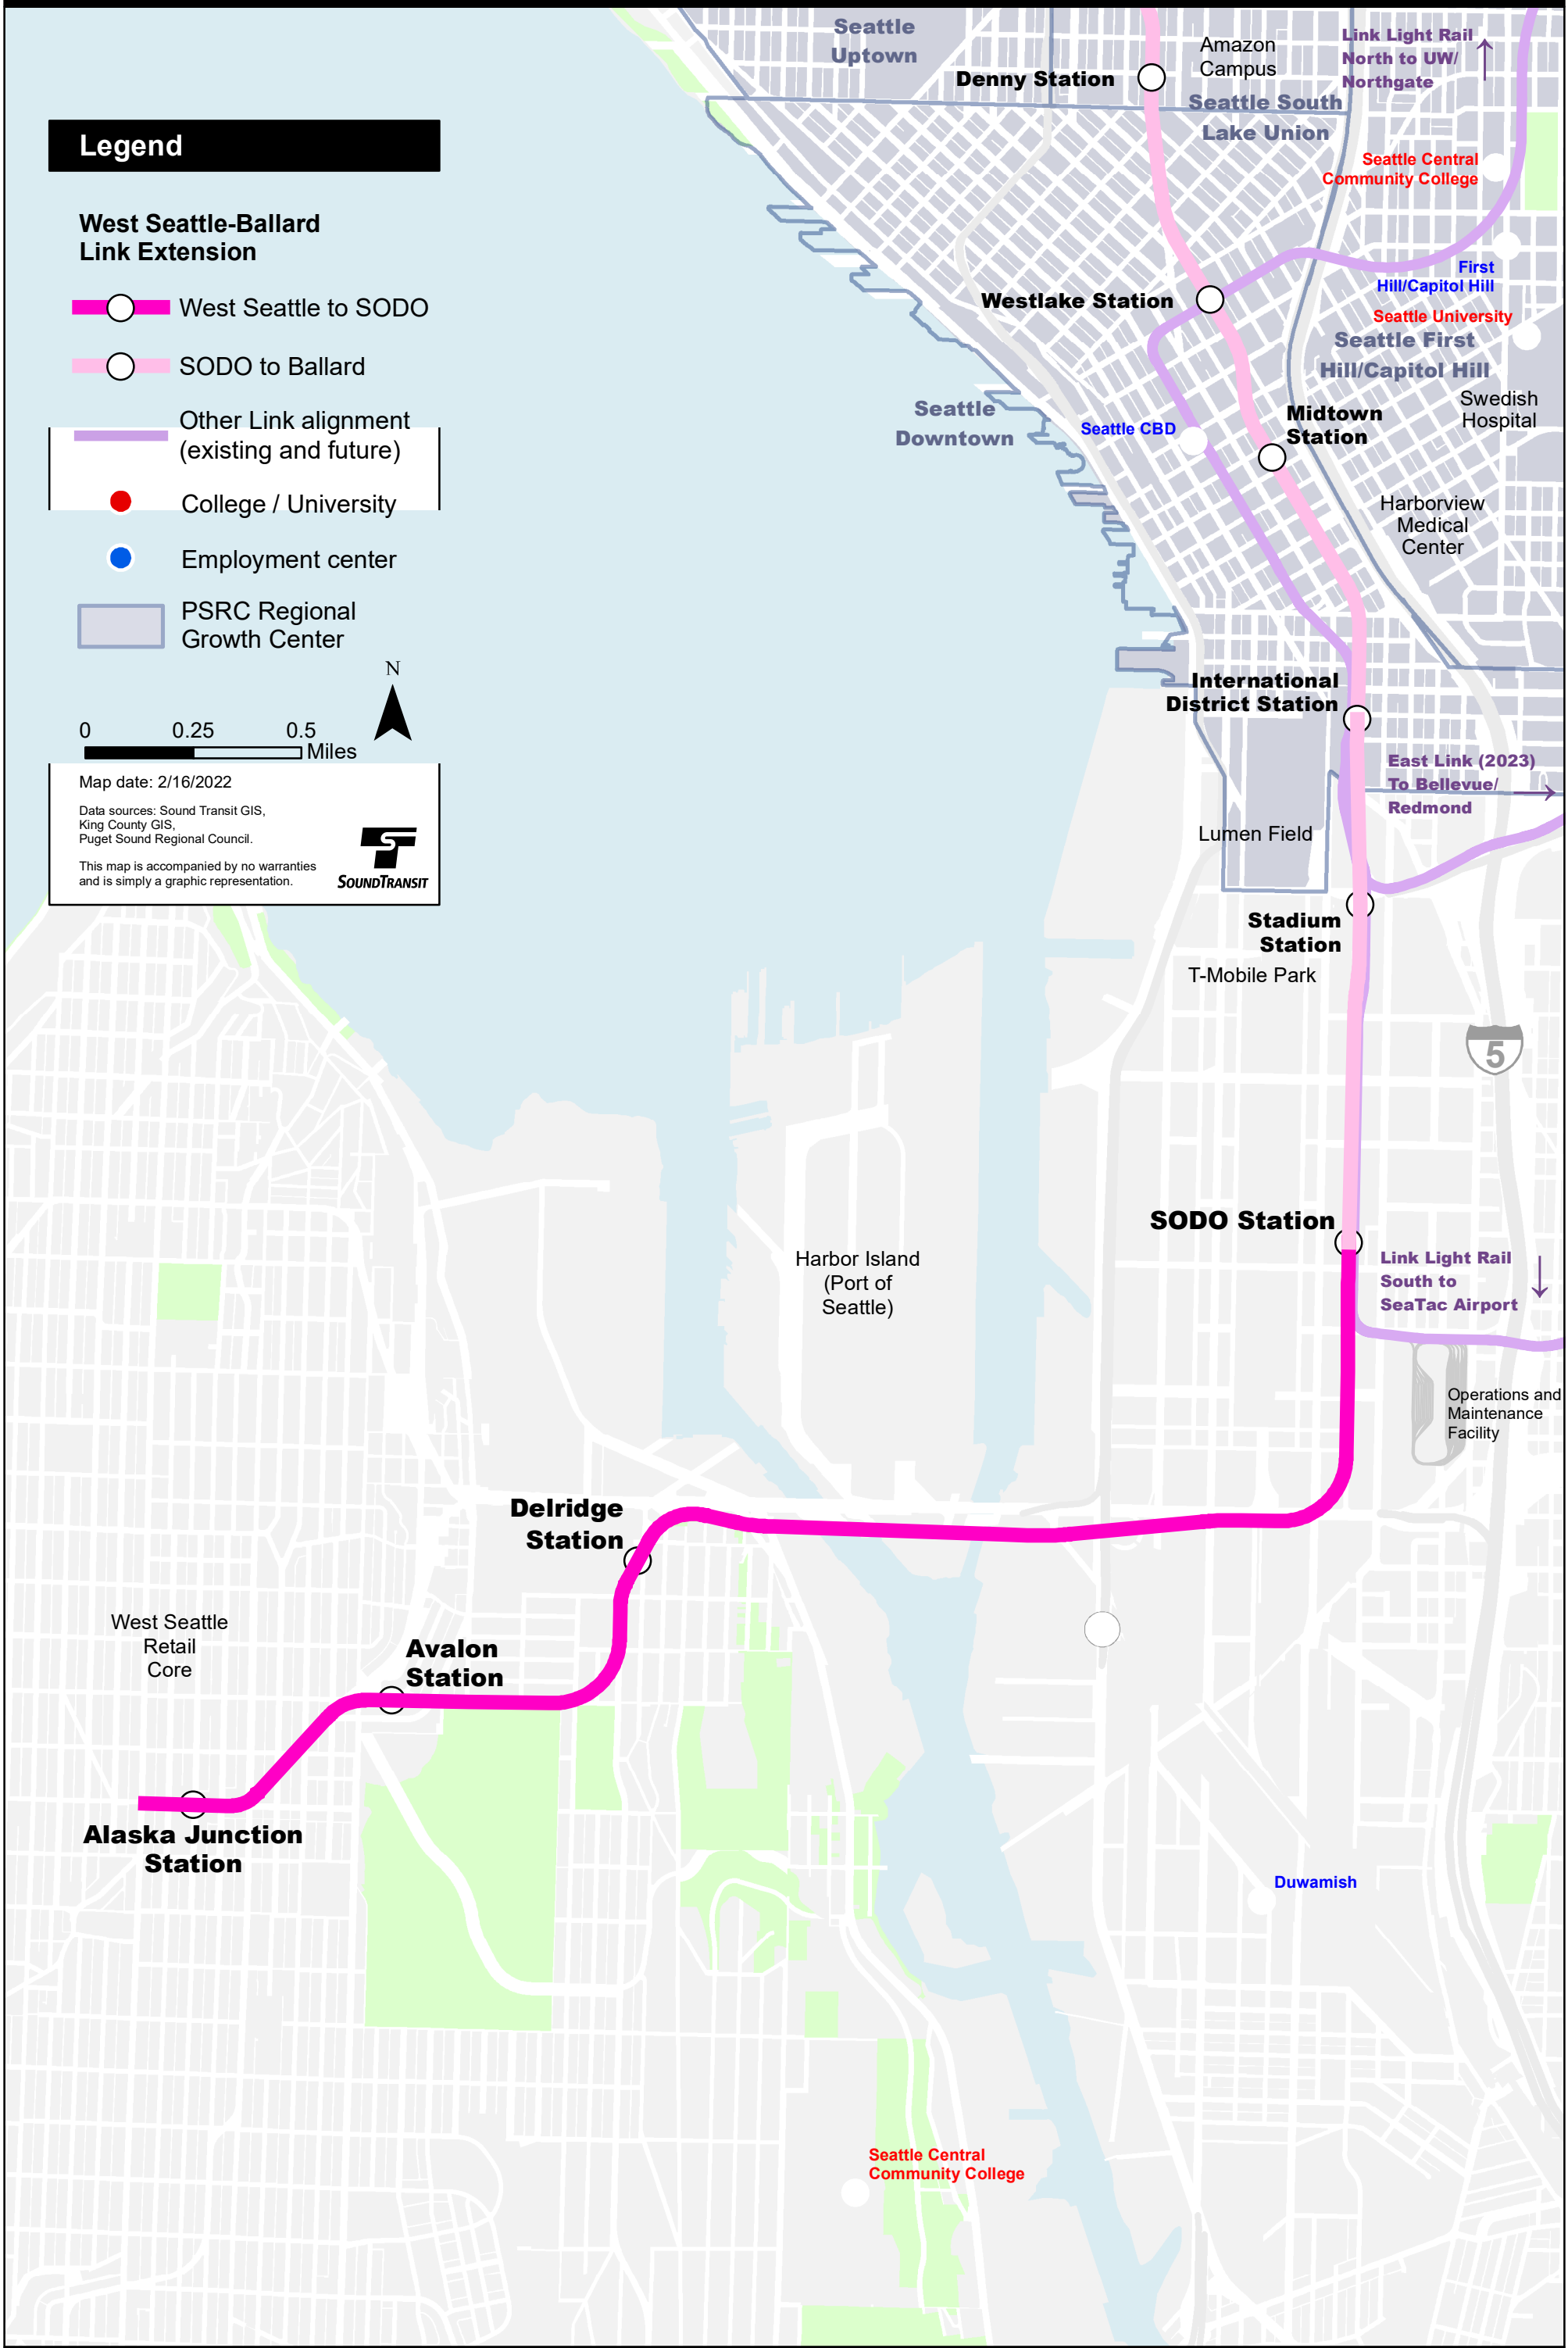 Legend
West Seattle-Ballard
Link Extension
West Seattle to SODO
SODO to Ballard
Other Link alignment
(existing and future)
College / University
Employment center
PSRC Regional
Growth Center
N
0 0.25 0.5
Miles
Map date: 2/16/2022
Data sources: Sound Transit GIS,
King County GIS,
Puget Sound Regional Council.
This map is accompanied by no warranties
and is simply a graphic representation.
SOUNDTRANSIT
Seattle
Uptown
Denny Station
Amazon
Campus
Link Light Rail
North to UW/
Northgate
Seattle South
Lake Union
Seattle Central
Community College
First
Hill/Capitol Hill
Westlake Station
Seattle University
Seattle First
Hill/Capitol Hill
Swedish
Hospital
Seattle
Downtown
Seattle CBD
Midtown
Station
Harborview
Medical
Center
International
District Station
East Link (2023)
To Bellevue/
Redmond
Lumen Field
Stadium
Station
T-Mobile Park
5
SODO Station
Harbor Island
(Port of
Seattle)
Link Light Rail
South to
SeaTac Airport
Operations and
Maintenance
Facility
Delridge
Station
West Seattle
Retail
Core
Avalon
Station
Alaska Junction
Station
Duwamish
Seattle Central
Community College